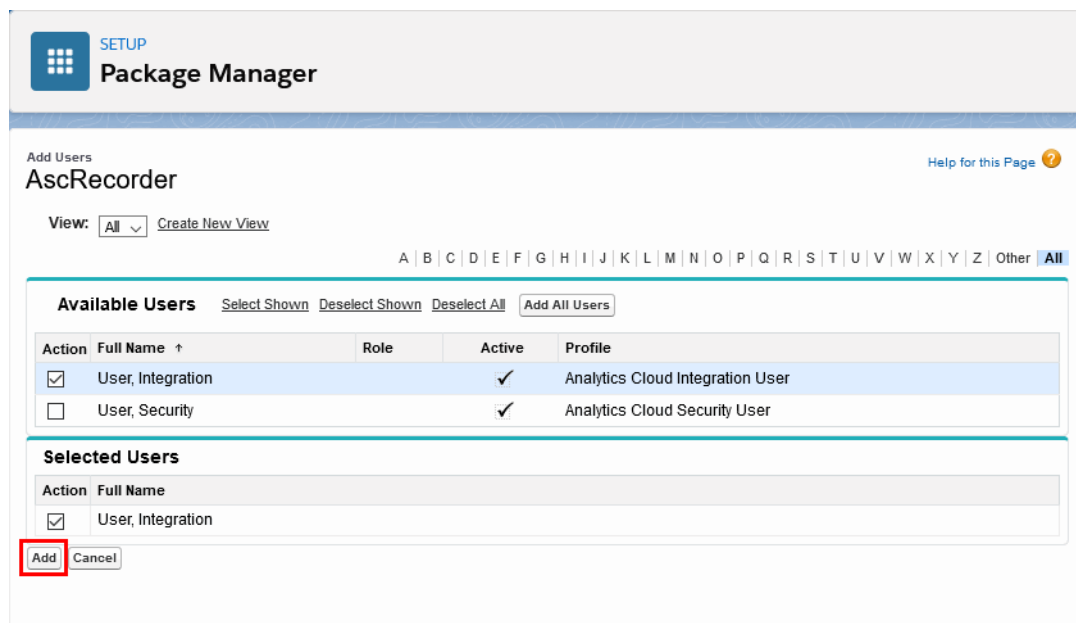 SETUP
Package Manager
Add Users
AscRecorder
Help for this Page ?
View: All Create New View
A | B | C | D | E | F | G | H | I | J | K | L | M | N | O | P | Q | R | S | T | U | V | W | X | Y | Z | Other | All
Available Users Select Shown Deselect Shown Deselect All Add All Users
Action Full Name ↑ Role Active Profile
User, Integration ✓ Analytics Cloud Integration User
User, Security ✓ Analytics Cloud Security User
Selected Users
Action Full Name
User, Integration
Add Cancel